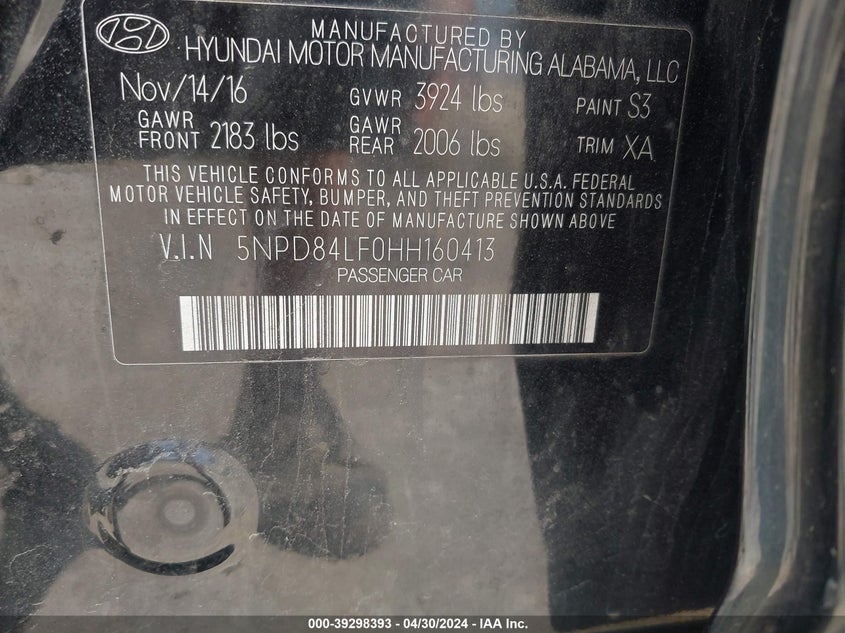 MANUFACTURED BY
HYUNDAI MOTOR MANUFACTURING ALABAMA, LLC
Nov/14/16 GVWR 3924 lbs PAINT S3
GAWR FRONT 2183 lbs GAWR REAR 2006 lbs TRIM XA
THIS VEHICLE CONFORMS TO ALL APPLICABLE U.S.A. FEDERAL
MOTOR VEHICLE SAFETY, BUMPER, AND THEFT PREVENTION STANDARDS
IN EFFECT ON THE DATE OF MANUFACTURE SHOWN ABOVE
V.I.N 5NPD84LF0HH160413
PASSENGER CAR
000-39298393 - 04/30/2024 - IAA Inc.